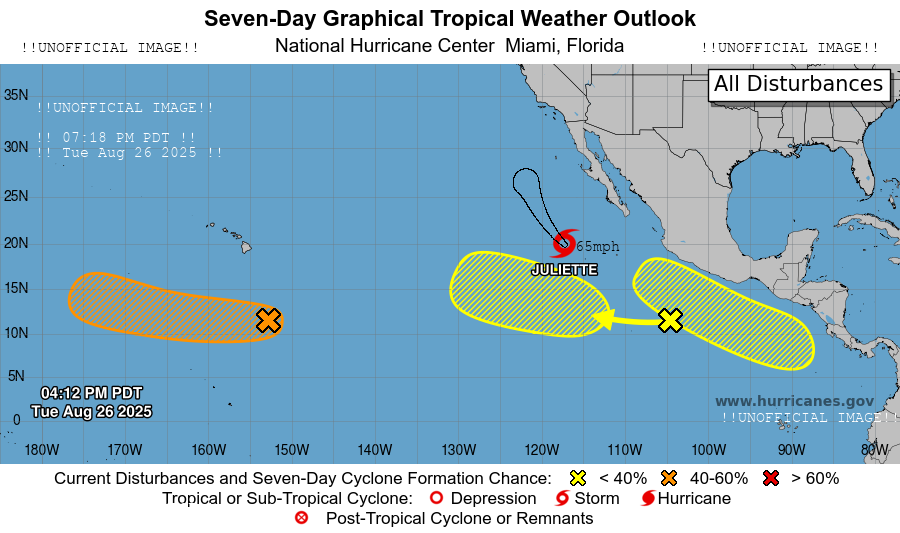 Seven-Day Graphical Tropical Weather Outlook
!!UNOFFICIAL IMAGE!! National Hurricane Center  Miami, Florida !!UNOFFICIAL IMAGE!!
All Disturbances
35N
!!UNOFFICIAL IMAGE!!
!! 07:18 PM PDT !!
30N
!! Tue Aug 26 2025 !!
25N
20N
65mph
JULIETTE
15N
10N
5N
04:12 PM PDT
Tue Aug 26 2025
www.hurricanes.gov
!!UNOFFICIAL IMAGE!!
0
180W 170W 160W 150W 140W 130W 120W 110W 100W 90W 80W
Current Disturbances and Seven-Day Cyclone Formation Chance: < 40% 40-60% > 60%
Tropical or Sub-Tropical Cyclone: Depression Storm Hurricane
Post-Tropical Cyclone or Remnants